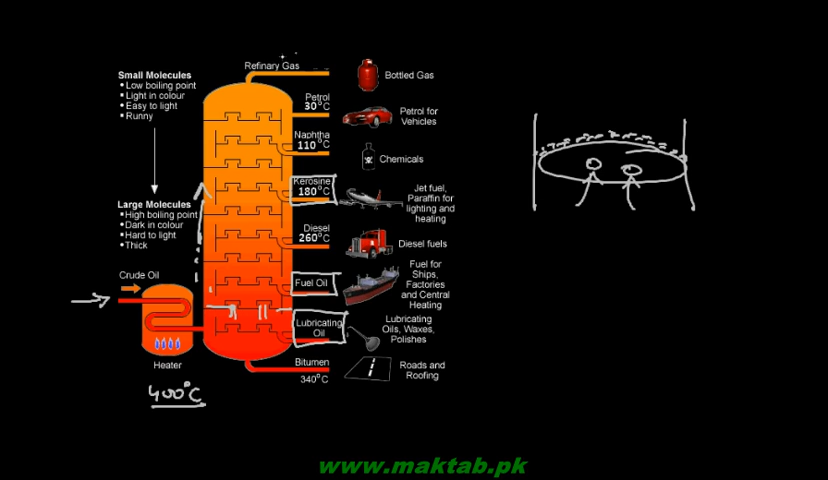 Refinary Gas
Small Molecules
• Low boiling point
• Light in colour
• Easy to light
• Runny
Bottled Gas
Petrol
30°C
Petrol for
Vehicles
Naphtha
110°C
Chemicals
Kerosine
180°C
Jet fuel,
Paraffin for
lighting and
heating
Large Molecules
• High boiling point
• Dark in colour
• Hard to light
• Thick
Diesel
260°C
Diesel fuels
Crude Oil
Fuel Oil
Fuel for
Ships,
Factories
and Central
Heating
Lubricating
Oil
Lubricating
Oils, Waxes,
Polishes
Heater
Bitumen
340°C
Roads and
Roofing
400°C
www.maktab.pk